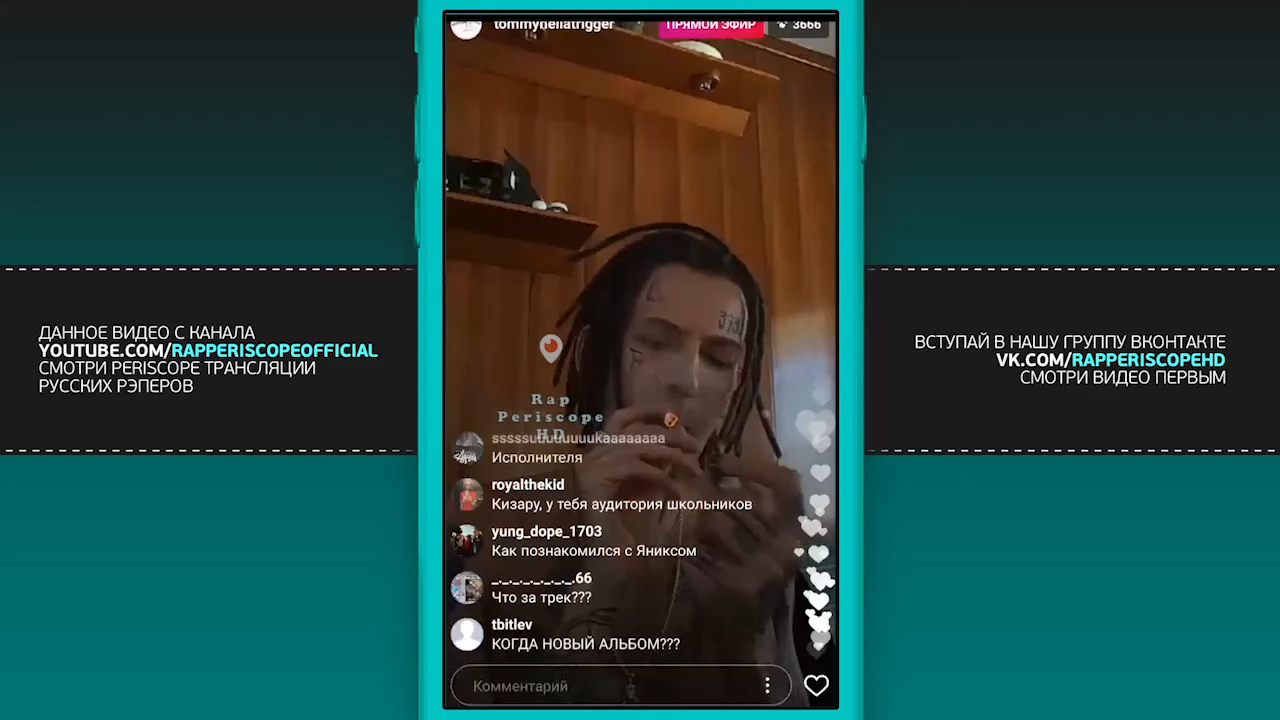 tommyhellatrigger
ПРЯМОЙ ЭФИР
3666
ДАННОЕ ВИДЕО С КАНАЛА
YOUTUBE.COM/RAPPERISCOPEOFFICIAL
СМОТРИ PERISCOPE ТРАНСЛЯЦИИ
РУССКИХ РЭПЕРОВ
ВСТУПАЙ В НАШУ ГРУППУ ВКОНТАКТЕ
VK.COM/RAPPERISCOPEHD
СМОТРИ ВИДЕО ПЕРВЫМ
Rap
Periscope
HD
Исполнителя
royalthekid
Кизару, у тебя аудитория школьников
yung_dope_1703
Как познакомился с Яниксом
_._._._._._._.66
Что за трек???
tbitlev
КОГДА НОВЫЙ АЛЬБОМ???
Комментарий